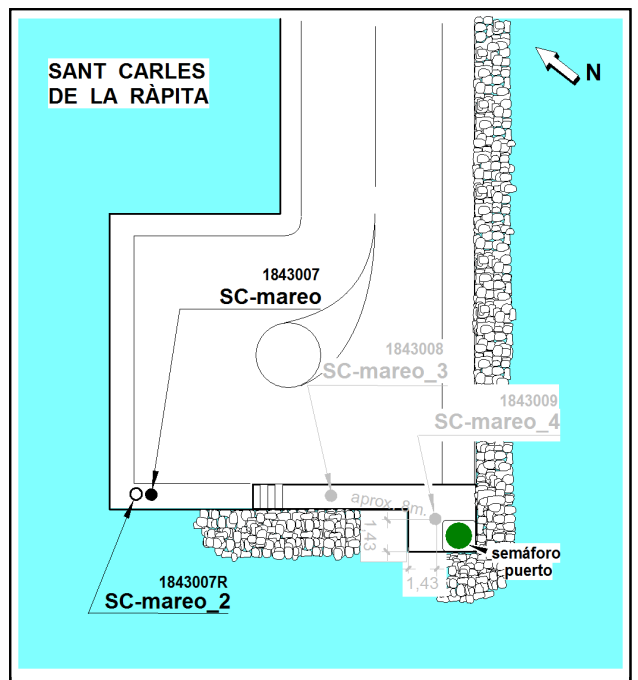 SANT CARLES
DE LA RÀPITA
N
1843007
SC-mareo
1843008
SC-mareo_3
1843009
SC-mareo_4
aprox. 8m.
1,43
1,43
semáforo
puerto
1843007R
SC-mareo_2